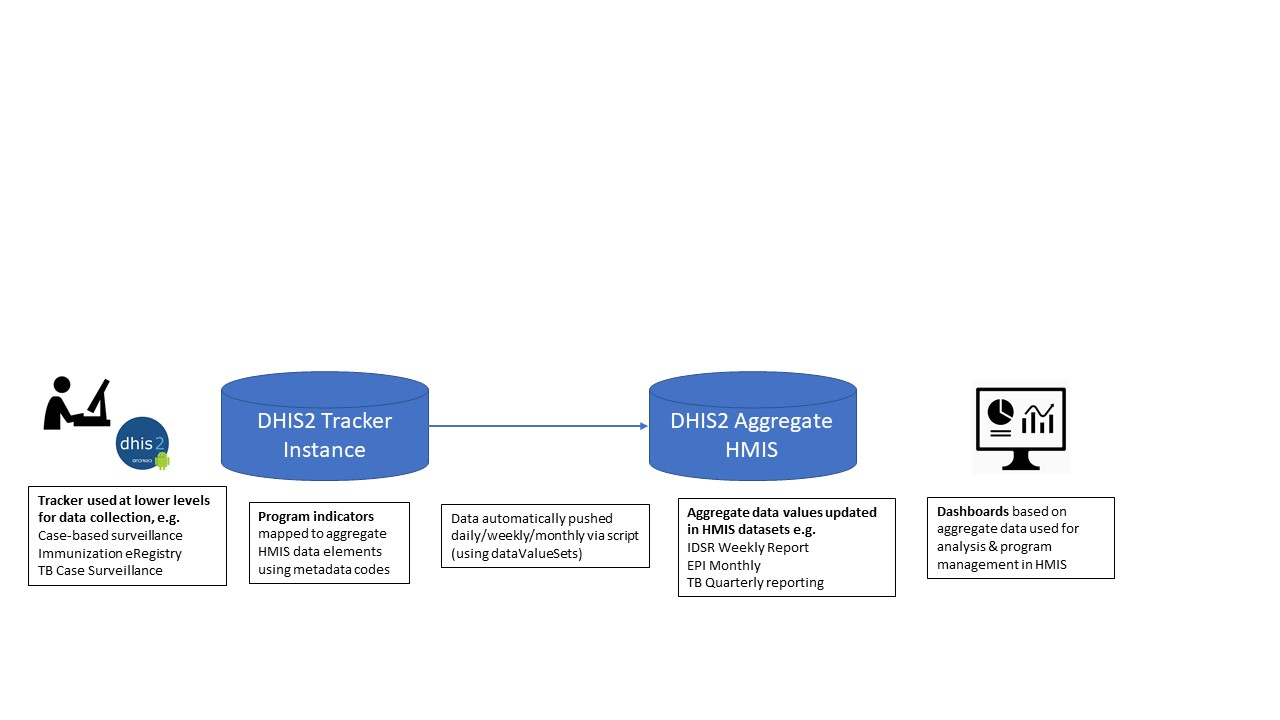 DHIS2 Tracker
Instance
DHIS2 Aggregate
HMIS
dhis2
ANDROID
Tracker used at lower levels
for data collection, e.g.
Case-based surveillance
Immunization eRegistry
TB Case Surveillance
Program indicators
mapped to aggregate
HMIS data elements
using metadata codes
Data automatically pushed
daily/weekly/monthly via script
(using dataValueSets)
Aggregate data values updated
in HMIS datasets e.g.
IDSR Weekly Report
EPI Monthly
TB Quarterly reporting
Dashboards based on
aggregate data used for
analysis & program
management in HMIS